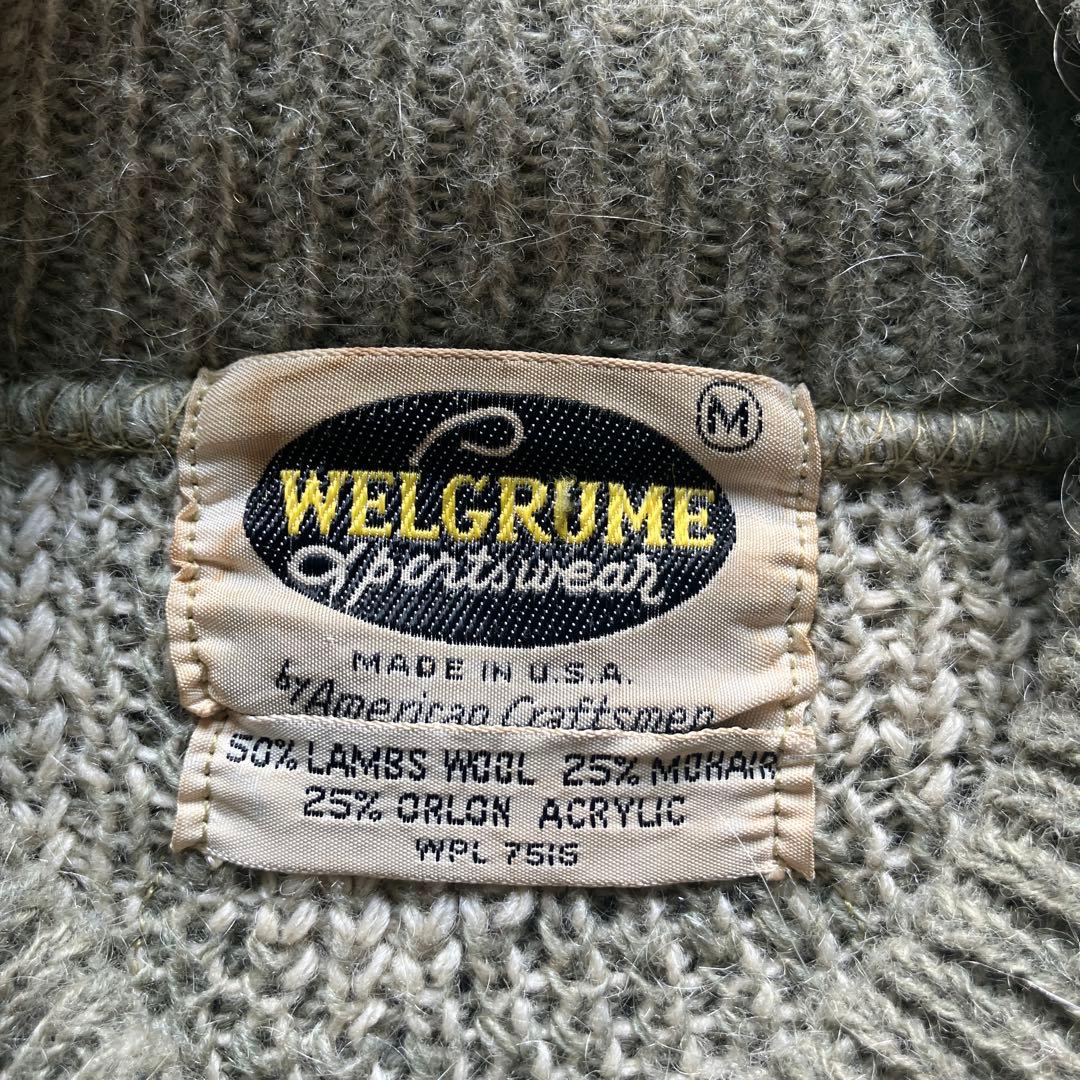 M
WELGRUME
Sportswear
MADE IN U.S.A.
by American Craftsmen
50% LAMBS WOOL 25% MOHAIR
25% ORLON ACRYLIC
WPL 7515